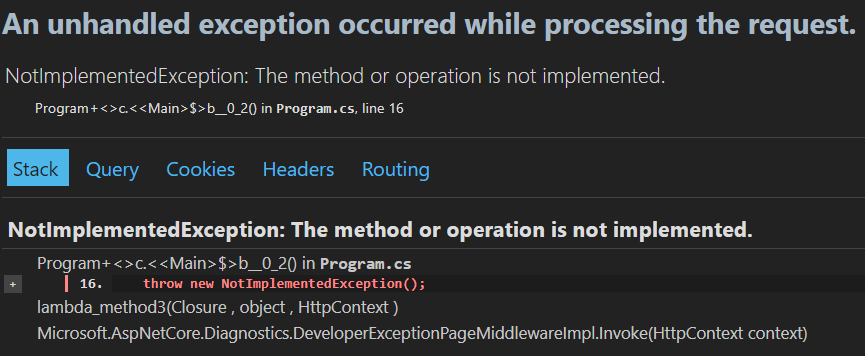 An unhandled exception occurred while processing the request.
NotImplementedException: The method or operation is not implemented.
Program+<>c.<<Main>$>b__0_2() in Program.cs, line 16
Stack Query Cookies Headers Routing
NotImplementedException: The method or operation is not implemented.
Program+<>c.<<Main>$>b__0_2() in Program.cs
+ 16. throw new NotImplementedException();
lambda_method3(Closure , object , HttpContext )
Microsoft.AspNetCore.Diagnostics.DeveloperExceptionPageMiddlewareImpl.Invoke(HttpContext context)